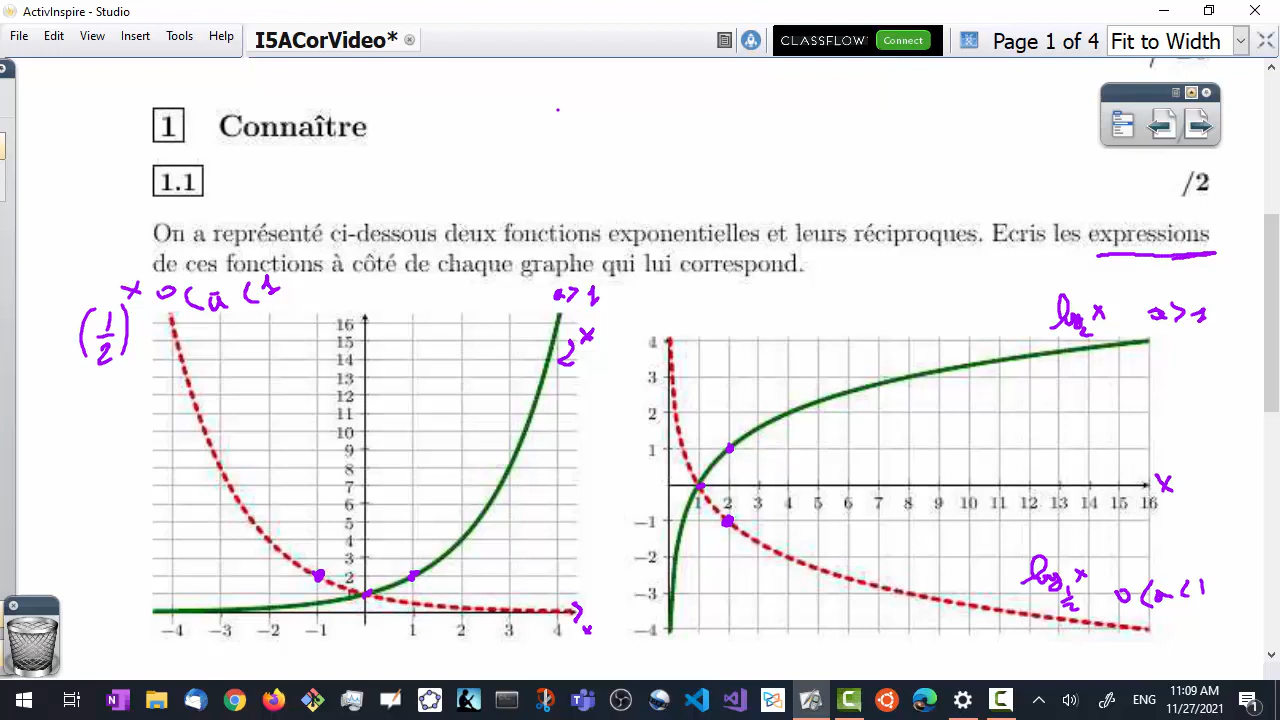 ActivInspire - Studio
File Edit View Insert Tools Help I5ACorVideo* CLASSFLOW Connect Page 1 of 4 Fit to Width
1 Connaître
1.1 /2
On a représenté ci-dessous deux fonctions exponentielles et leurs réciproques. Ecris les expressions
de ces fonctions à côté de chaque graphe qui lui correspond.
(1/2)^x 0<a<1
a>1
2^x
16
15
14
13
12
11
10
9
8
7
6
5
4
3
2
1
−4 −3 −2 −1 1 2 3 4
x
log₂ x a>1
4
3
2
1
x
1 2 3 4 5 6 7 8 9 10 11 12 13 14 15 16
−1
−2
−3
−4
log_{1/2} x 0<a<1
ENG 11:09 AM
11/27/2021
1